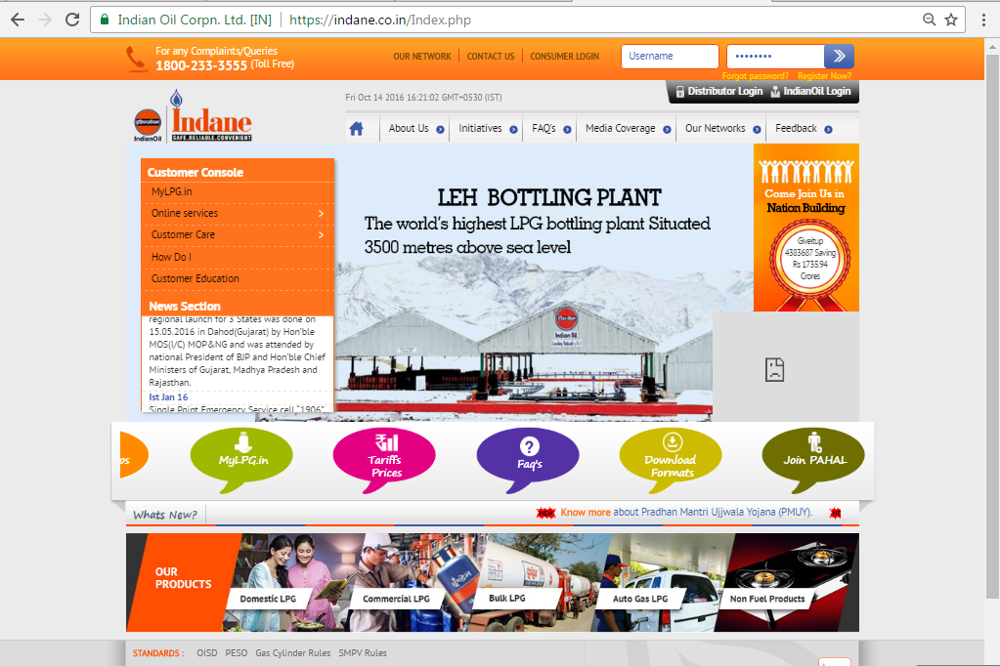 Indian Oil Corpn. Ltd. [IN] https://indane.co.in/Index.php
For any Complaints/Queries
1800-233-3555 (Toll Free)
OUR NETWORK CONTACT US CONSUMER LOGIN
Username ••••••••
Forgot password? Register Now?
Distributor Login IndianOil Login
Fri Oct 14 2016 16:21:02 GMT+0530 (IST)
इंडियनऑयल
IndianOil
Indane
SAFE. RELIABLE. CONVENIENT
About Us Initiatives FAQ's Media Coverage Our Networks Feedback
Customer Console
MyLPG.in
Online services
Customer Care
How Do I
Customer Education
News Section
regional launch for 3 States was done on
15.05.2016 in Dahod(Gujarat) by Hon'ble
MOS(I/C) MOP&NG and was attended by
national President of BJP and Hon'ble Chief
Ministers of Gujarat, Madhya Pradesh and
Rajasthan.
Ist Jan 16
Single Point Emergency Service cell "1906"
LEH BOTTLING PLANT
The world's highest LPG bottling plant Situated
3500 metres above sea level
Indian Oil
Come Join Us in
Nation Building
Giveitup
4383687 Saving
Rs 1735.94
Crores
ps
MyLPG.in
Tariffs
Prices
Faq's
Download
Formats
Join PAHAL
Whats New?
Know more about Pradhan Mantri Ujjwala Yojana (PMUY).
OUR
PRODUCTS
Domestic LPG
Commercial LPG
Bulk LPG
Auto Gas LPG
Non Fuel Products
STANDARDS : OISD PESO Gas Cylinder Rules SMPV Rules